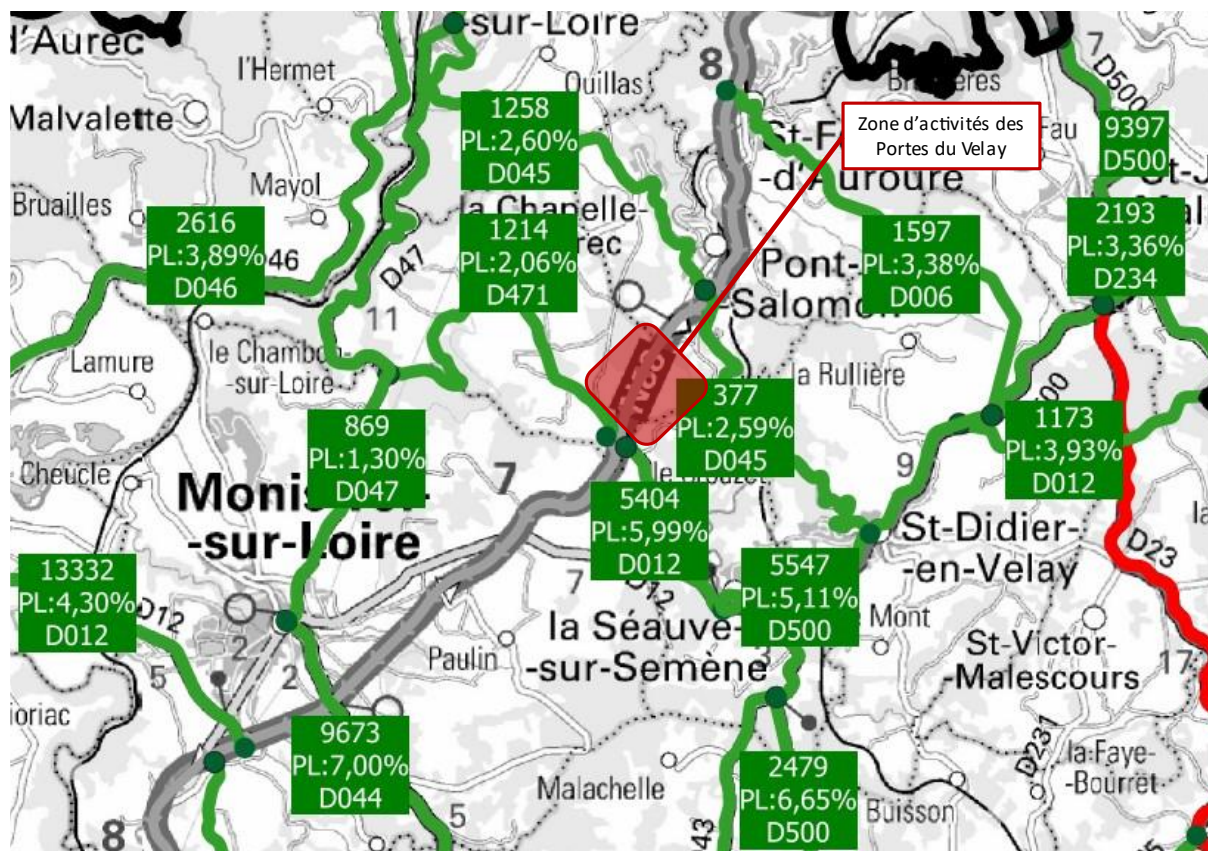 d'Aurec
-sur-Loire
l'Hermet
Ouillas
8
7
D500
Malvalette
1258
PL:2,60%
D045
Zone d'activités des
Portes du Velay
9397
D500
Mayol
-d'Auroure
Bruailles
2616
PL:3,89%
D046
46
D47
la Chapelle-
1214
PL:2,06%
D471
1597
PL:3,38%
D006
2193
PL:3,36%
D234
Pont-
-Salomon
11
Lamure
le Chambon-
-sur-Loire
la Rullière
377
PL:2,59%
D045
869
PL:1,30%
D047
1173
PL:3,93%
D012
Cheucle
7
9
-sur-Loire
5404
PL:5,99%
D012
St-Didier-
-en-Velay
D23
13332
PL:4,30%
D012
D12
7
D12
5547
PL:5,11%
D500
Mont
la Séauve-
-sur-Semène
3
St-Victor-
-Malescours
17
2
2
5
Paulin
9673
PL:7,00%
D044
5
2479
PL:6,65%
D500
Malachelle
Buisson
D231
la-Faye-
-Bourret
8
43